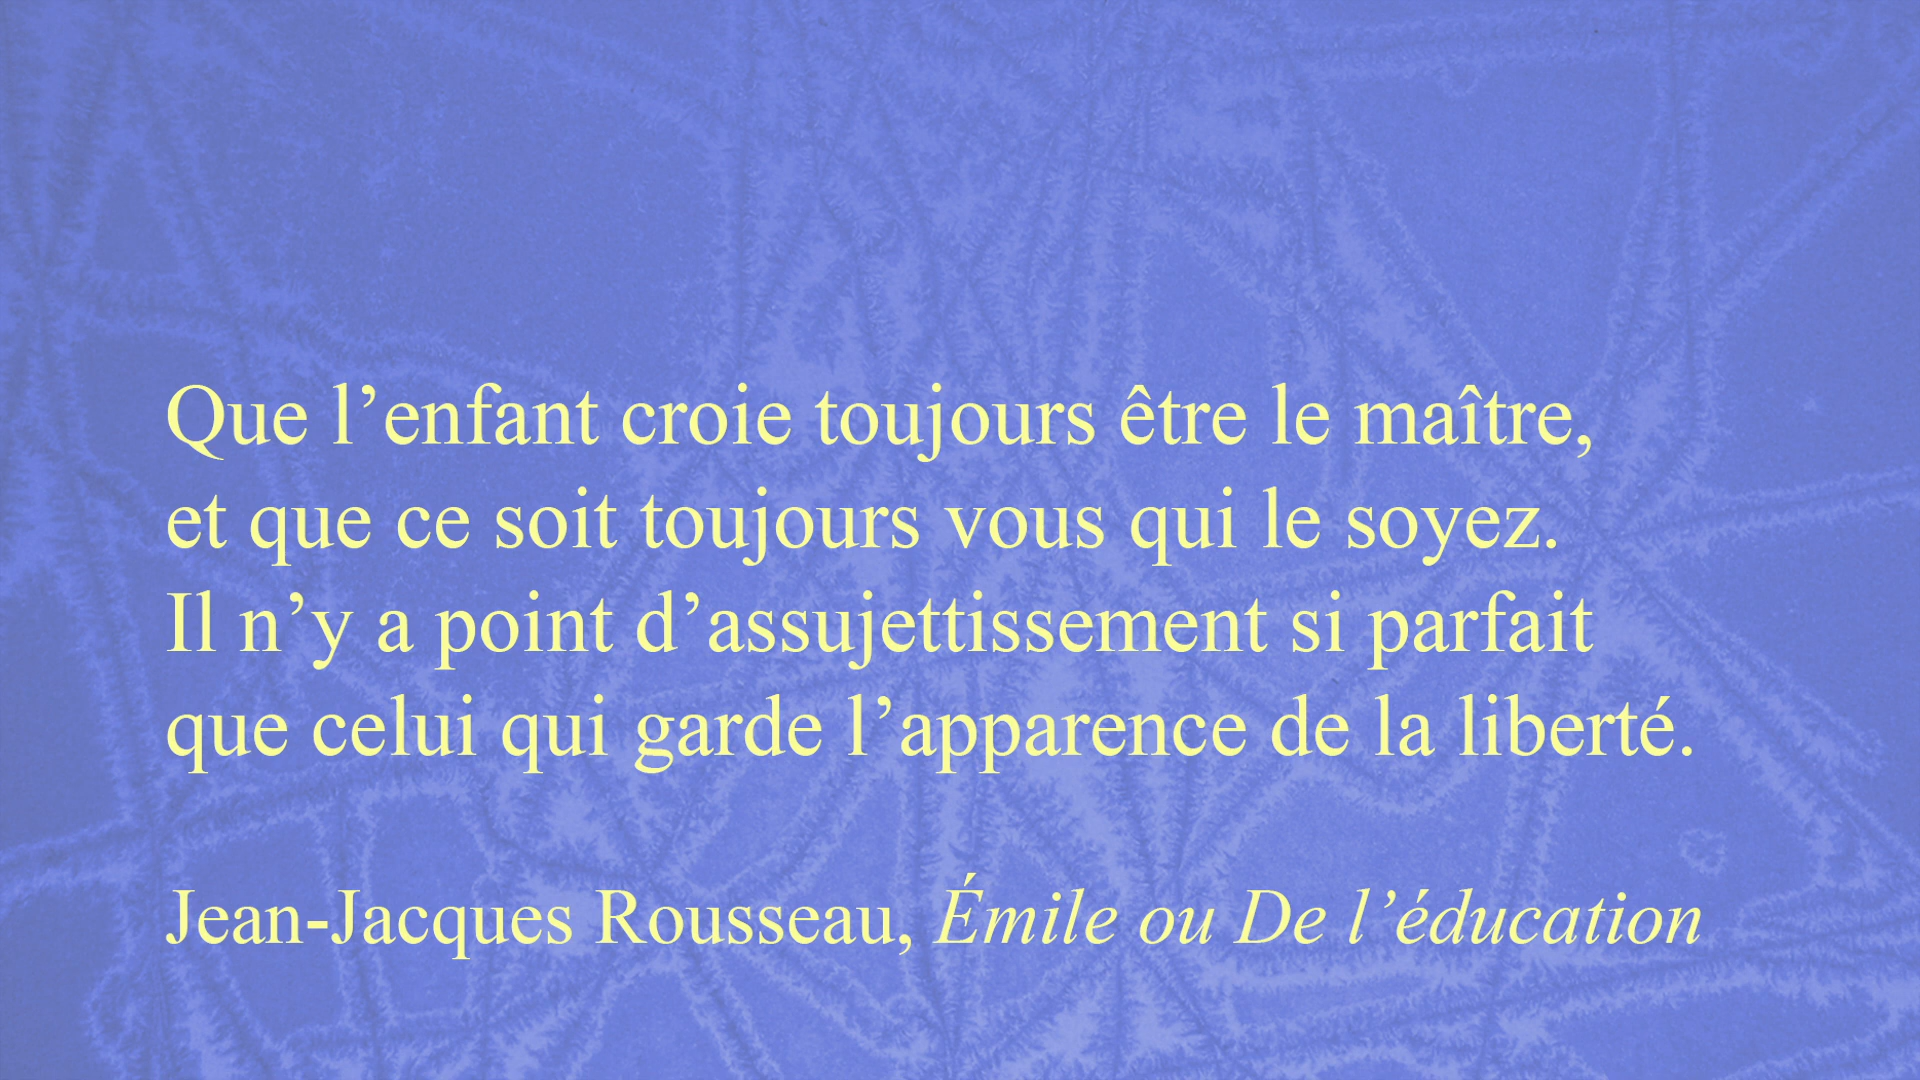 Que l’enfant croie toujours être le maître,
et que ce soit toujours vous qui le soyez.
Il n’y a point d’assujettissement si parfait
que celui qui garde l’apparence de la liberté.
Jean-Jacques Rousseau, Émile ou De l’éducation